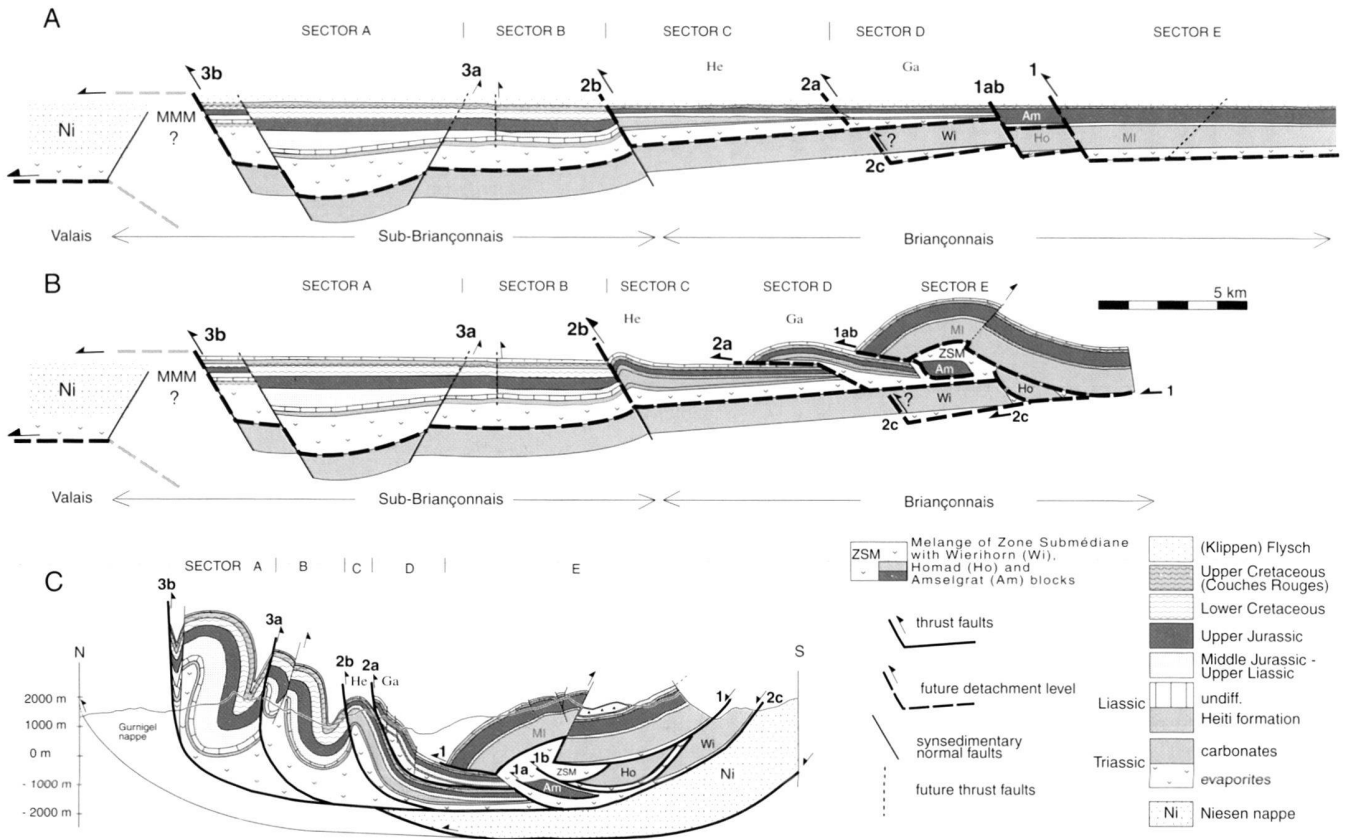 A
SECTOR A | SECTOR B | SECTOR C | SECTOR D SECTOR E
He Ga
3b 3a 2b 2a 1ab 1
Ni MMM ? Am Ho MI Wi ? 2c
Valais Sub-Briançonnais Briançonnais
B
SECTOR A | SECTOR B | SECTOR C SECTOR D SECTOR E
5 km
He Ga
3b 3a 2b 2a 1ab
MI ZSM Am Ho 1
Ni MMM ? Wi ? 2c 2c
Valais Sub-Briançonnais Briançonnais
C
SECTOR A | B | C | D | E
3b 3a 2b 2a
He Ga
N S
2000 m
1000 m
0 m
- 1000 m
- 2000 m
Gurnigel
nappe
MI 1 1a 1b ZSM Am Ho Wi Ni 1 2c
ZSM Melange of Zone Submédiane
with Wierihorn (Wi),
Homad (Ho) and
Amselgrat (Am) blocks
thrust faults
future detachment level
synsedimentary
normal faults
future thrust faults
(Klippen) Flysch
Upper Cretaceous
(Couches Rouges)
Lower Cretaceous
Upper Jurassic
Middle Jurassic -
Upper Liassic
Liassic undiff.
Heiti formation
Triassic carbonates
evaporites
Ni Niesen nappe